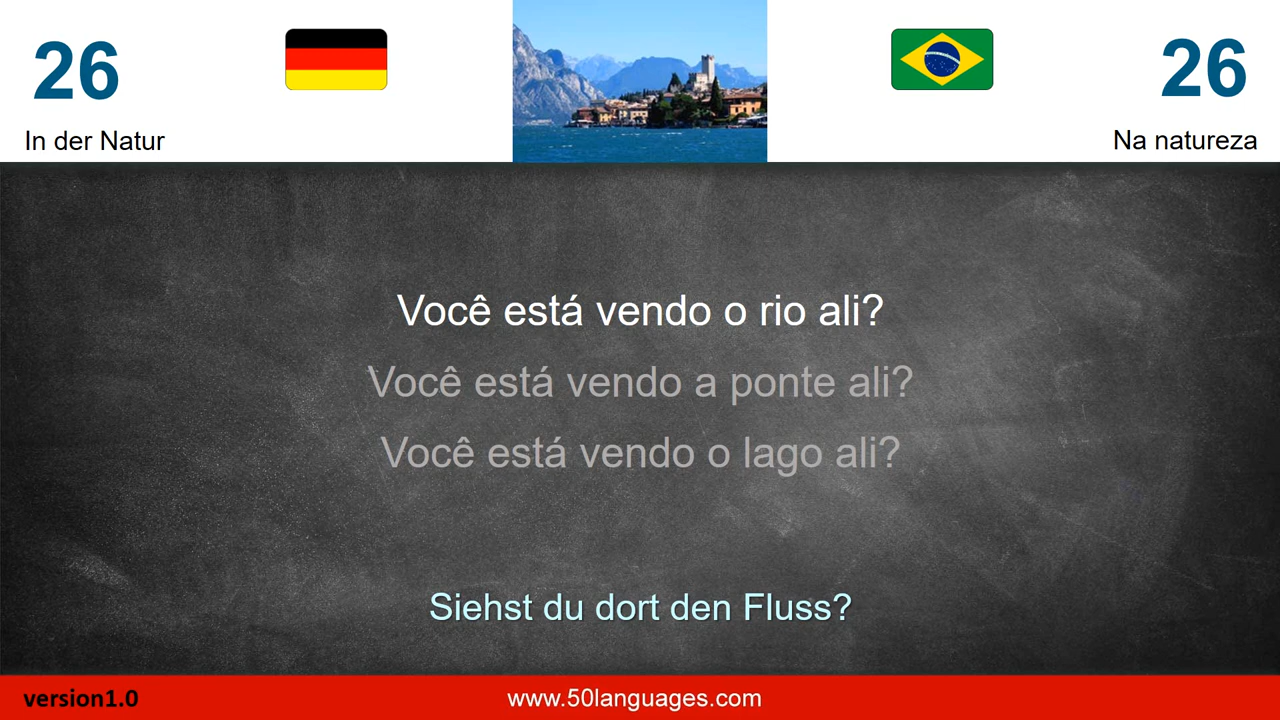 26
26
In der Natur
Na natureza
Você está vendo o rio ali?
Você está vendo a ponte ali?
Você está vendo o lago ali?
Siehst du dort den Fluss?
version1.0
www.50languages.com